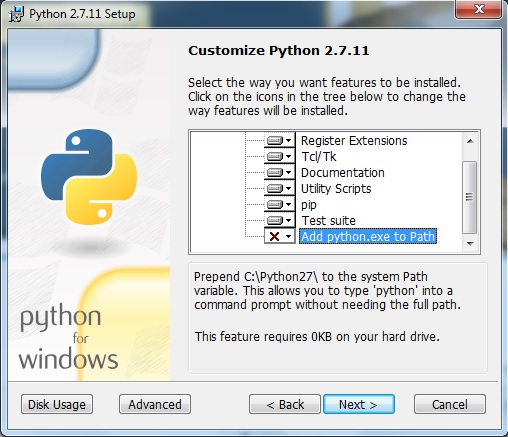 Python 2.7.11 Setup
Customize Python 2.7.11
Select the way you want features to be installed.
Click on the icons in the tree below to change the
way features will be installed.
Register Extensions
Tcl/Tk
Documentation
Utility Scripts
pip
Test suite
Add python.exe to Path
Prepend C:\Python27\ to the system Path
variable. This allows you to type 'python' into a
command prompt without needing the full path.
This feature requires 0KB on your hard drive.
python
for
windows
Disk Usage
Advanced
< Back
Next >
Cancel